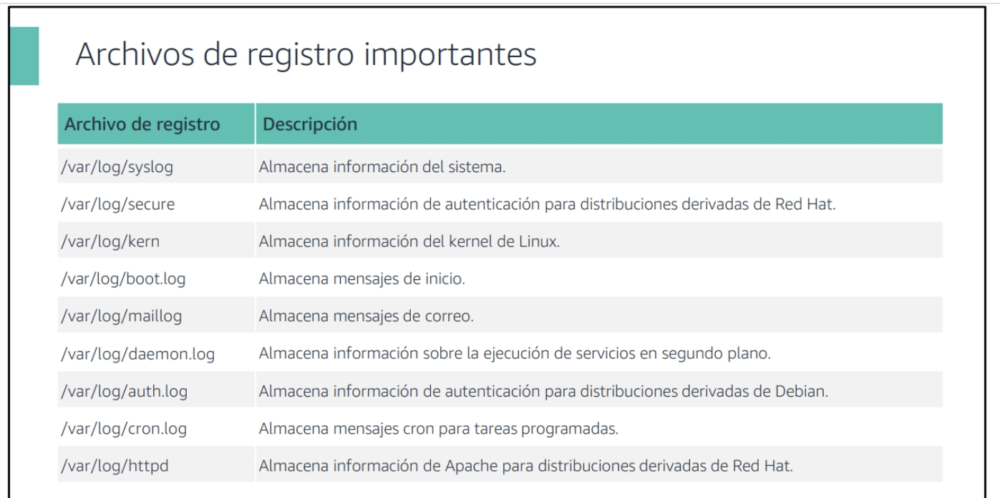 Archivos de registro importantes
Archivo de registro Descripción
/var/log/syslog Almacena información del sistema.
/var/log/secure Almacena información de autenticación para distribuciones derivadas de Red Hat.
/var/log/kern Almacena información del kernel de Linux.
/var/log/boot.log Almacena mensajes de inicio.
/var/log/maillog Almacena mensajes de correo.
/var/log/daemon.log Almacena información sobre la ejecución de servicios en segundo plano.
/var/log/auth.log Almacena información de autenticación para distribuciones derivadas de Debian.
/var/log/cron.log Almacena mensajes cron para tareas programadas.
/var/log/httpd Almacena información de Apache para distribuciones derivadas de Red Hat.